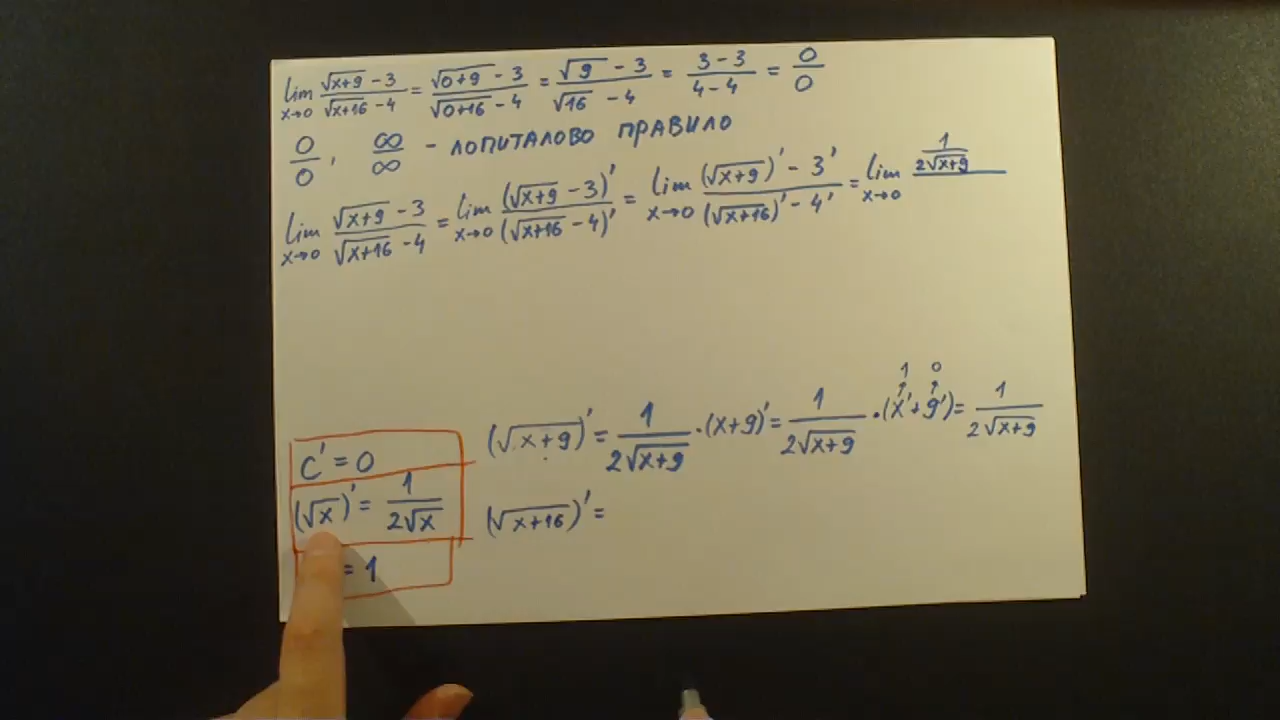 lim x→0 (√(x+9) - 3)/(√(x+16) - 4) = (√(0+9) - 3)/(√(0+16) - 4) = (√9 - 3)/(√16 - 4) = (3 - 3)/(4 - 4) = 0/0
0/0, ∞/∞ - ЛОПИТАЛОВО ПРАВИЛО
lim x→0 (√(x+9) - 3)/(√(x+16) - 4) = lim x→0 (√(x+9) - 3)'/(√(x+16) - 4)' = lim x→0 ((√(x+9))' - 3')/((√(x+16))' - 4') = lim x→0 (1/(2√(x+9)))/
1 0
↑ ↑
(√(x+9))' = 1/(2√(x+9)) · (x+9)' = 1/(2√(x+9)) · (x'+9') = 1/(2√(x+9))
C' = 0
(√x)' = 1/(2√x)
(√(x+16))' =
= 1